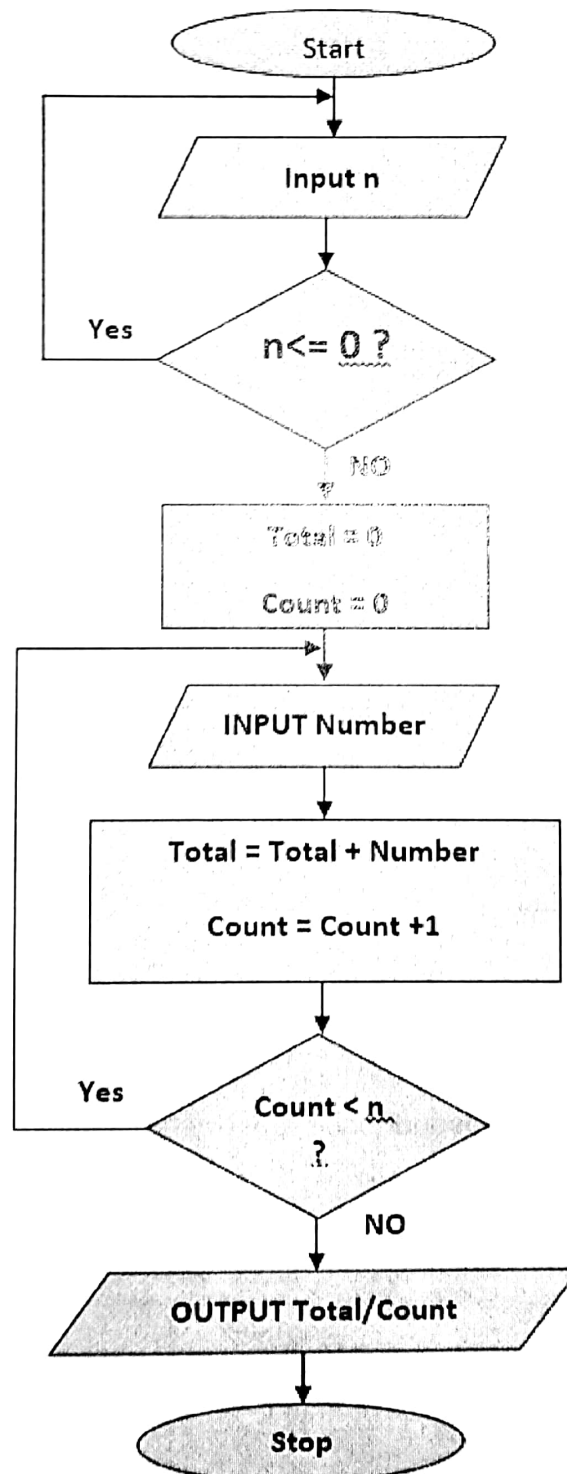 Start
Input n
Yes
n<= 0 ?
NO
Total = 0
Count = 0
INPUT Number
Total = Total + Number
Count = Count +1
Yes
Count < n
?
NO
OUTPUT Total/Count
Stop